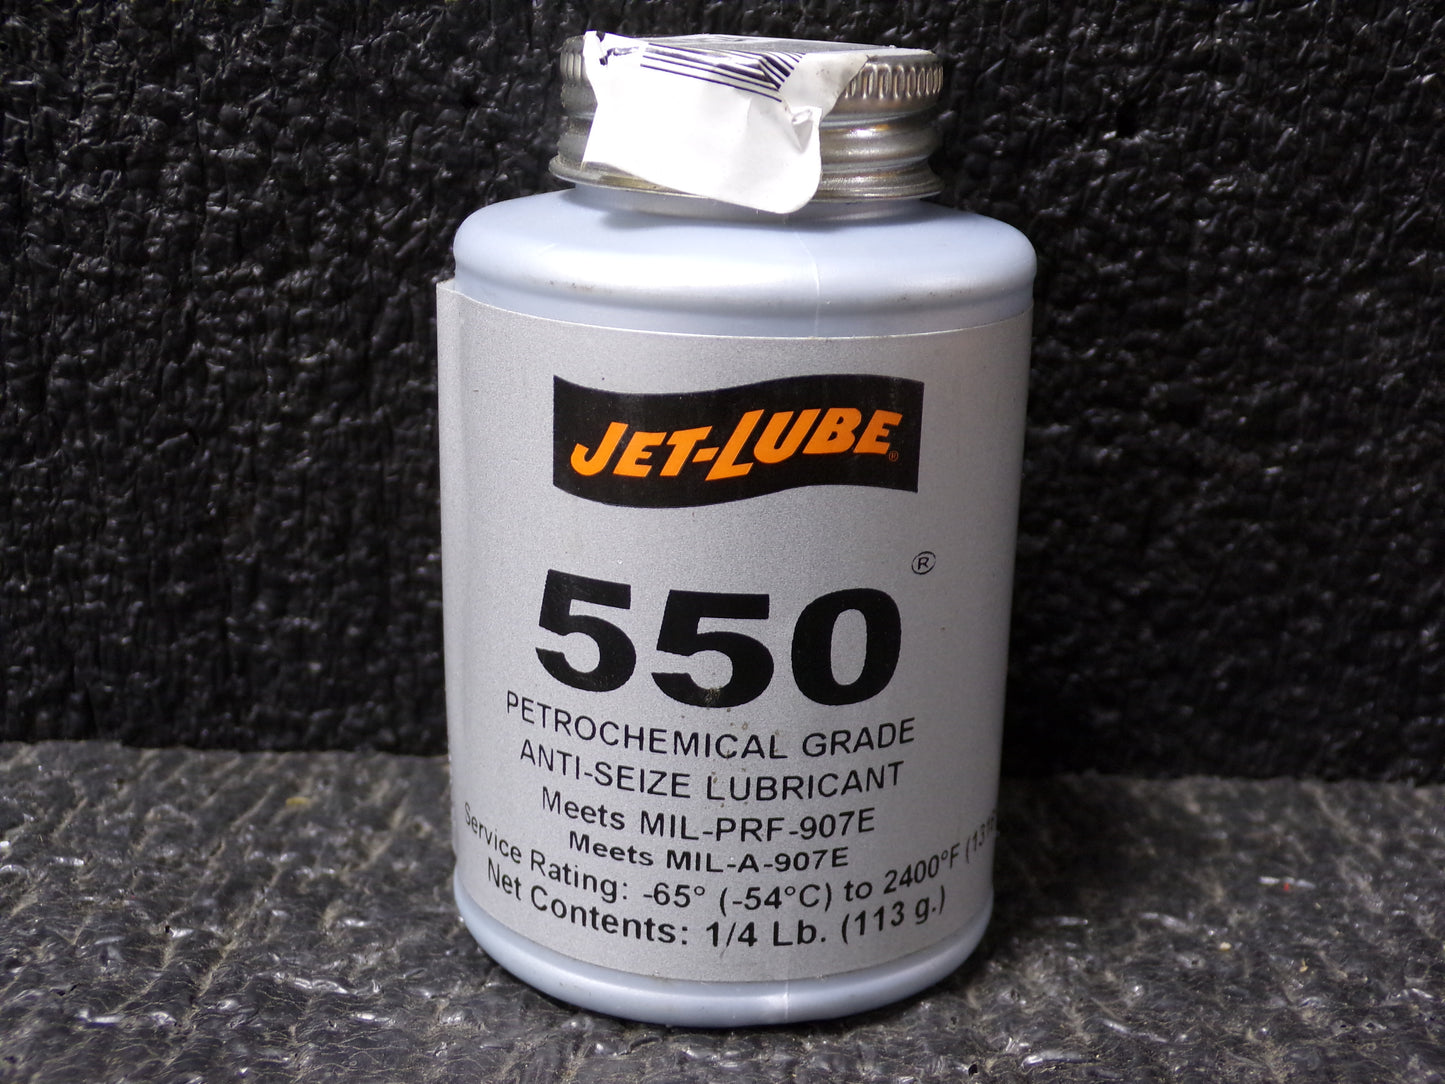 JET-LUBE®
550®
PETROCHEMICAL GRADE
ANTI-SEIZE LUBRICANT
Meets MIL-PRF-907E
Meets MIL-A-907E
Service Rating: -65° (-54°C) to 2400°F
Net Contents: 1/4 Lb. (113 g.)